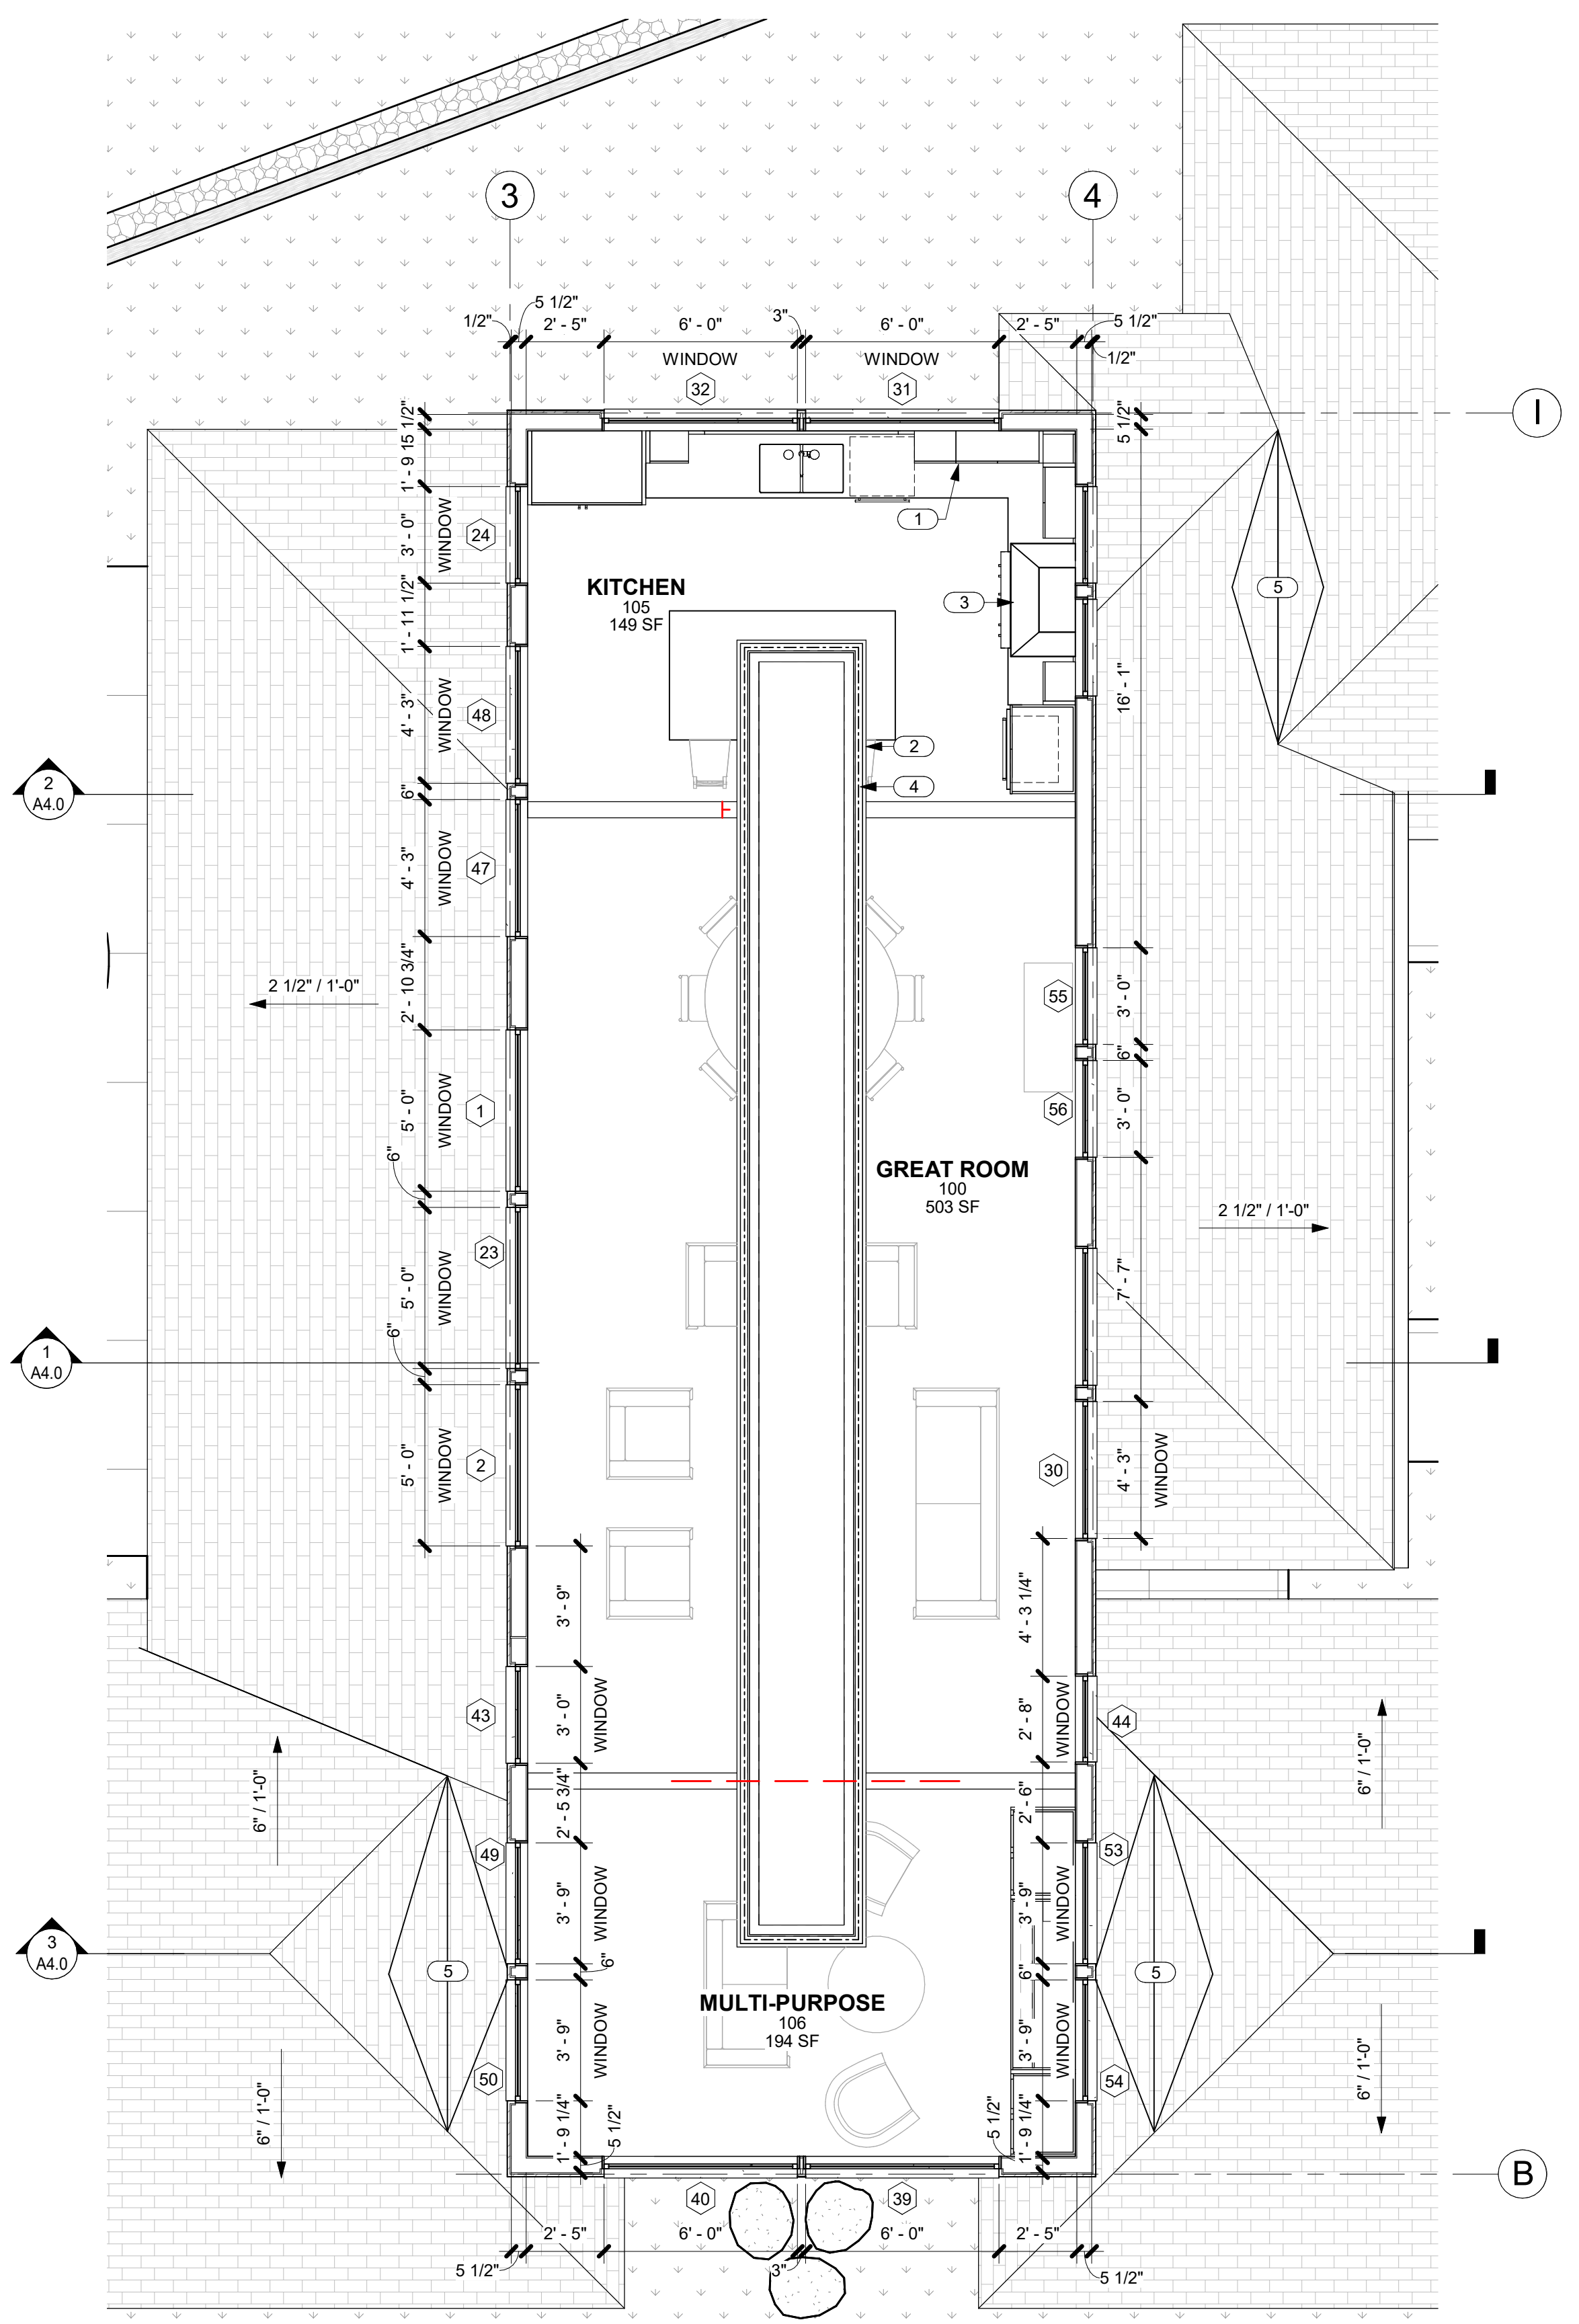 3
4
5 1/2"
1/2"
2' - 5"
6' - 0"
3"
6' - 0"
2' - 5"
5 1/2"
1/2"
WINDOW
32
WINDOW
31
I
5 1/2"
1' - 9 15
1/2"
3' - 0"
WINDOW
24
1' - 11 1/2"
4' - 3"
WINDOW
48
6"
4' - 3"
WINDOW
47
2' - 10 3/4"
5' - 0"
WINDOW
1
6"
5' - 0"
WINDOW
23
6"
5' - 0"
WINDOW
2
KITCHEN
105
149 SF
1
3
2
4
5
16' - 1"
2
A4.0
2 1/2" / 1'-0"
55
3' - 0"
6"
56
3' - 0"
GREAT ROOM
100
503 SF
2 1/2" / 1'-0"
7' - 7"
1
A4.0
30
4' - 3"
WINDOW
3' - 9"
4' - 3 1/4"
43
3' - 0"
WINDOW
2' - 8"
WINDOW
44
6" / 1'-0"
6" / 1'-0"
2' - 5 3/4"
2' - 6"
49
3' - 9"
WINDOW
3' - 9"
WINDOW
53
3
A4.0
5
6"
6"
5
MULTI-PURPOSE
106
194 SF
50
3' - 9"
WINDOW
3' - 9"
WINDOW
54
6" / 1'-0"
6" / 1'-0"
1' - 9 1/4"
5 1/2"
5 1/2"
1' - 9 1/4"
B
40
39
2' - 5"
6' - 0"
6' - 0"
2' - 5"
5 1/2"
3"
5 1/2"